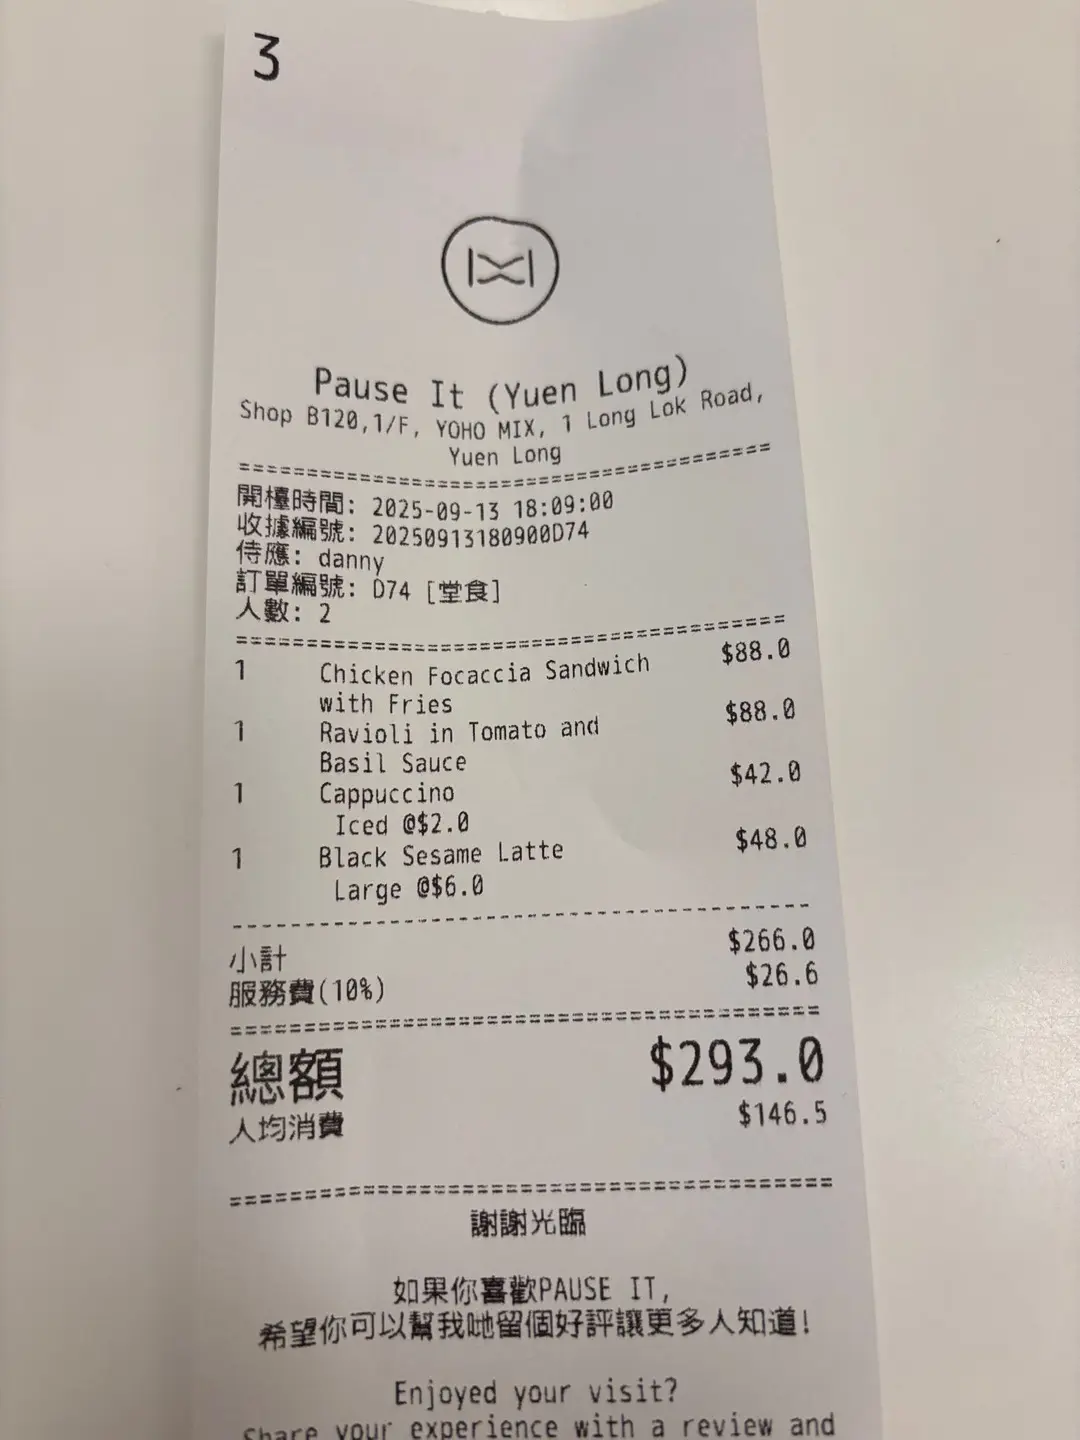 3
Pause It (Yuen Long)
Shop B120,1/F, YOHO MIX, 1 Long Lok Road,
Yuen Long
開檯時間: 2025-09-13 18:09:00
收據編號: 20250913180900D74
侍應: danny
訂單編號: D74 [堂食]
人數: 2
1 Chicken Focaccia Sandwich $88.0
with Fries
1 Ravioli in Tomato and $88.0
Basil Sauce
1 Cappuccino $42.0
Iced @$2.0
1 Black Sesame Latte $48.0
Large @$6.0
小計 $266.0
服務費(10%) $26.6
總額 $293.0
人均消費 $146.5
謝謝光臨
如果你喜歡PAUSE IT,
希望你可以幫我哋留個好評讓更多人知道!
Enjoyed your visit?
Share your experience with a review and